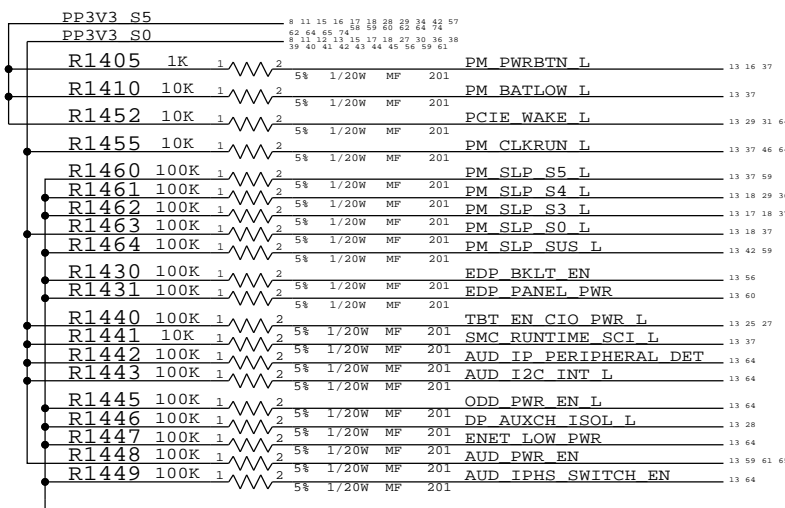 PP3V3 S5 8 11 15 16 17 18 28 29 34 42 57
58 59 60 62 64 74
PP3V3 S0 62 64 65 74
8 11 12 13 15 17 18 27 30 36 38
39 40 41 42 43 44 45 56 59 61
R1405 1K 1 2 PM_PWRBTN_L 13 16 37
5% 1/20W MF 201
R1410 10K 1 2 PM_BATLOW_L 13 37
5% 1/20W MF 201
R1452 10K 1 2 PCIE_WAKE_L 13 29 31
5% 1/20W MF 201
R1455 10K 1 2 PM_CLKRUN_L 13 37 46
5% 1/20W MF 201
R1460 100K 1 2 PM_SLP_S5_L 13 37 59
5% 1/20W MF 201
R1461 100K 1 2 PM_SLP_S4_L 13 18 29
5% 1/20W MF 201
R1462 100K 1 2 PM_SLP_S3_L 13 17 18
5% 1/20W MF 201
R1463 100K 1 2 PM_SLP_S0_L 13 18 37
5% 1/20W MF 201
R1464 100K 1 2 PM_SLP_SUS_L 13 42 59
5% 1/20W MF 201
R1430 100K 1 2 EDP_BKLT_EN 13 56
5% 1/20W MF 201
R1431 100K 1 2 EDP_PANEL_PWR 13 60
5% 1/20W MF 201
R1440 100K 1 2 TBT_EN_CIO_PWR_L 13 25 27
5% 1/20W MF 201
R1441 10K 1 2 SMC_RUNTIME_SCI_L 13 37
5% 1/20W MF 201
R1442 100K 1 2 AUD_IP_PERIPHERAL_DET 13 64
5% 1/20W MF 201
R1443 100K 1 2 AUD_I2C_INT_L 13 64
5% 1/20W MF 201
R1445 100K 1 2 ODD_PWR_EN_L 13 64
5% 1/20W MF 201
R1446 100K 1 2 DP_AUXCH_ISOL_L 13 28
5% 1/20W MF 201
R1447 100K 1 2 ENET_LOW_PWR 13 64
5% 1/20W MF 201
R1448 100K 1 2 AUD_PWR_EN 13 59 61
5% 1/20W MF 201
R1449 100K 1 2 AUD_IPHS_SWITCH_EN 13 64
5% 1/20W MF 201